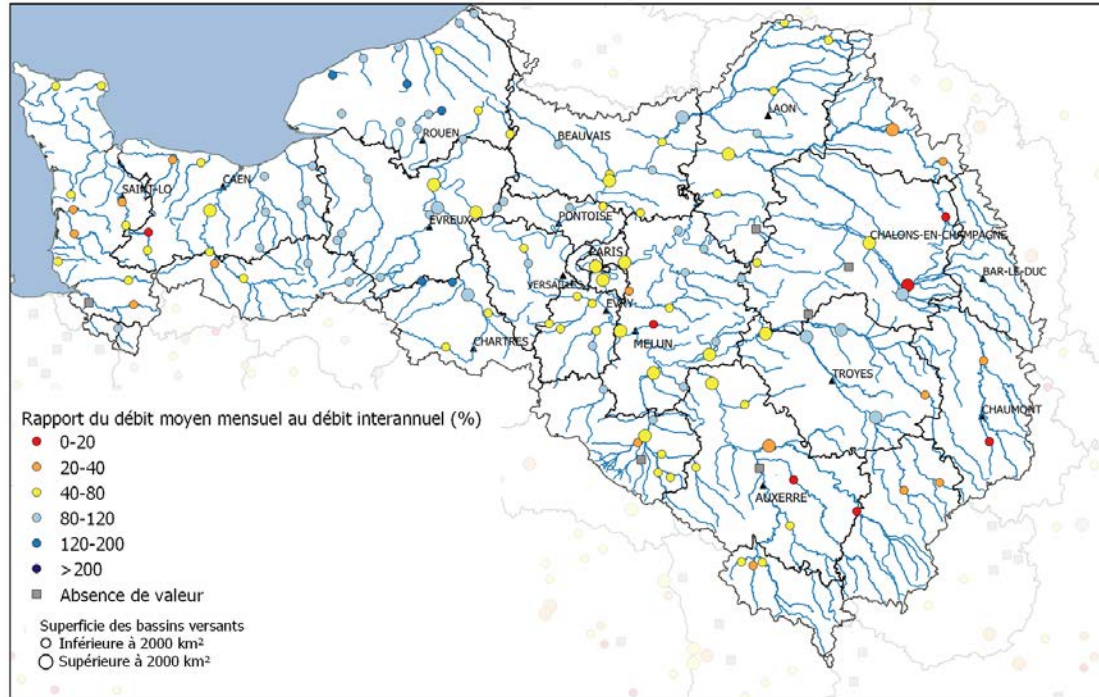 LAON
ROUEN
BEAUVAIS
SAINT-LO
CAEN
EVREUX
PONTOISE
CHALONS-EN-CHAMPAGNE
PARIS
BAR-LE-DUC
VERSAILLES
EVRY
MELUN
CHARTRES
TROYES
CHAUMONT
AUXERRE
Rapport du débit moyen mensuel au débit interannuel (%)
0-20
20-40
40-80
80-120
120-200
>200
Absence de valeur
Superficie des bassins versants
Inférieure à 2000 km²
Supérieure à 2000 km²